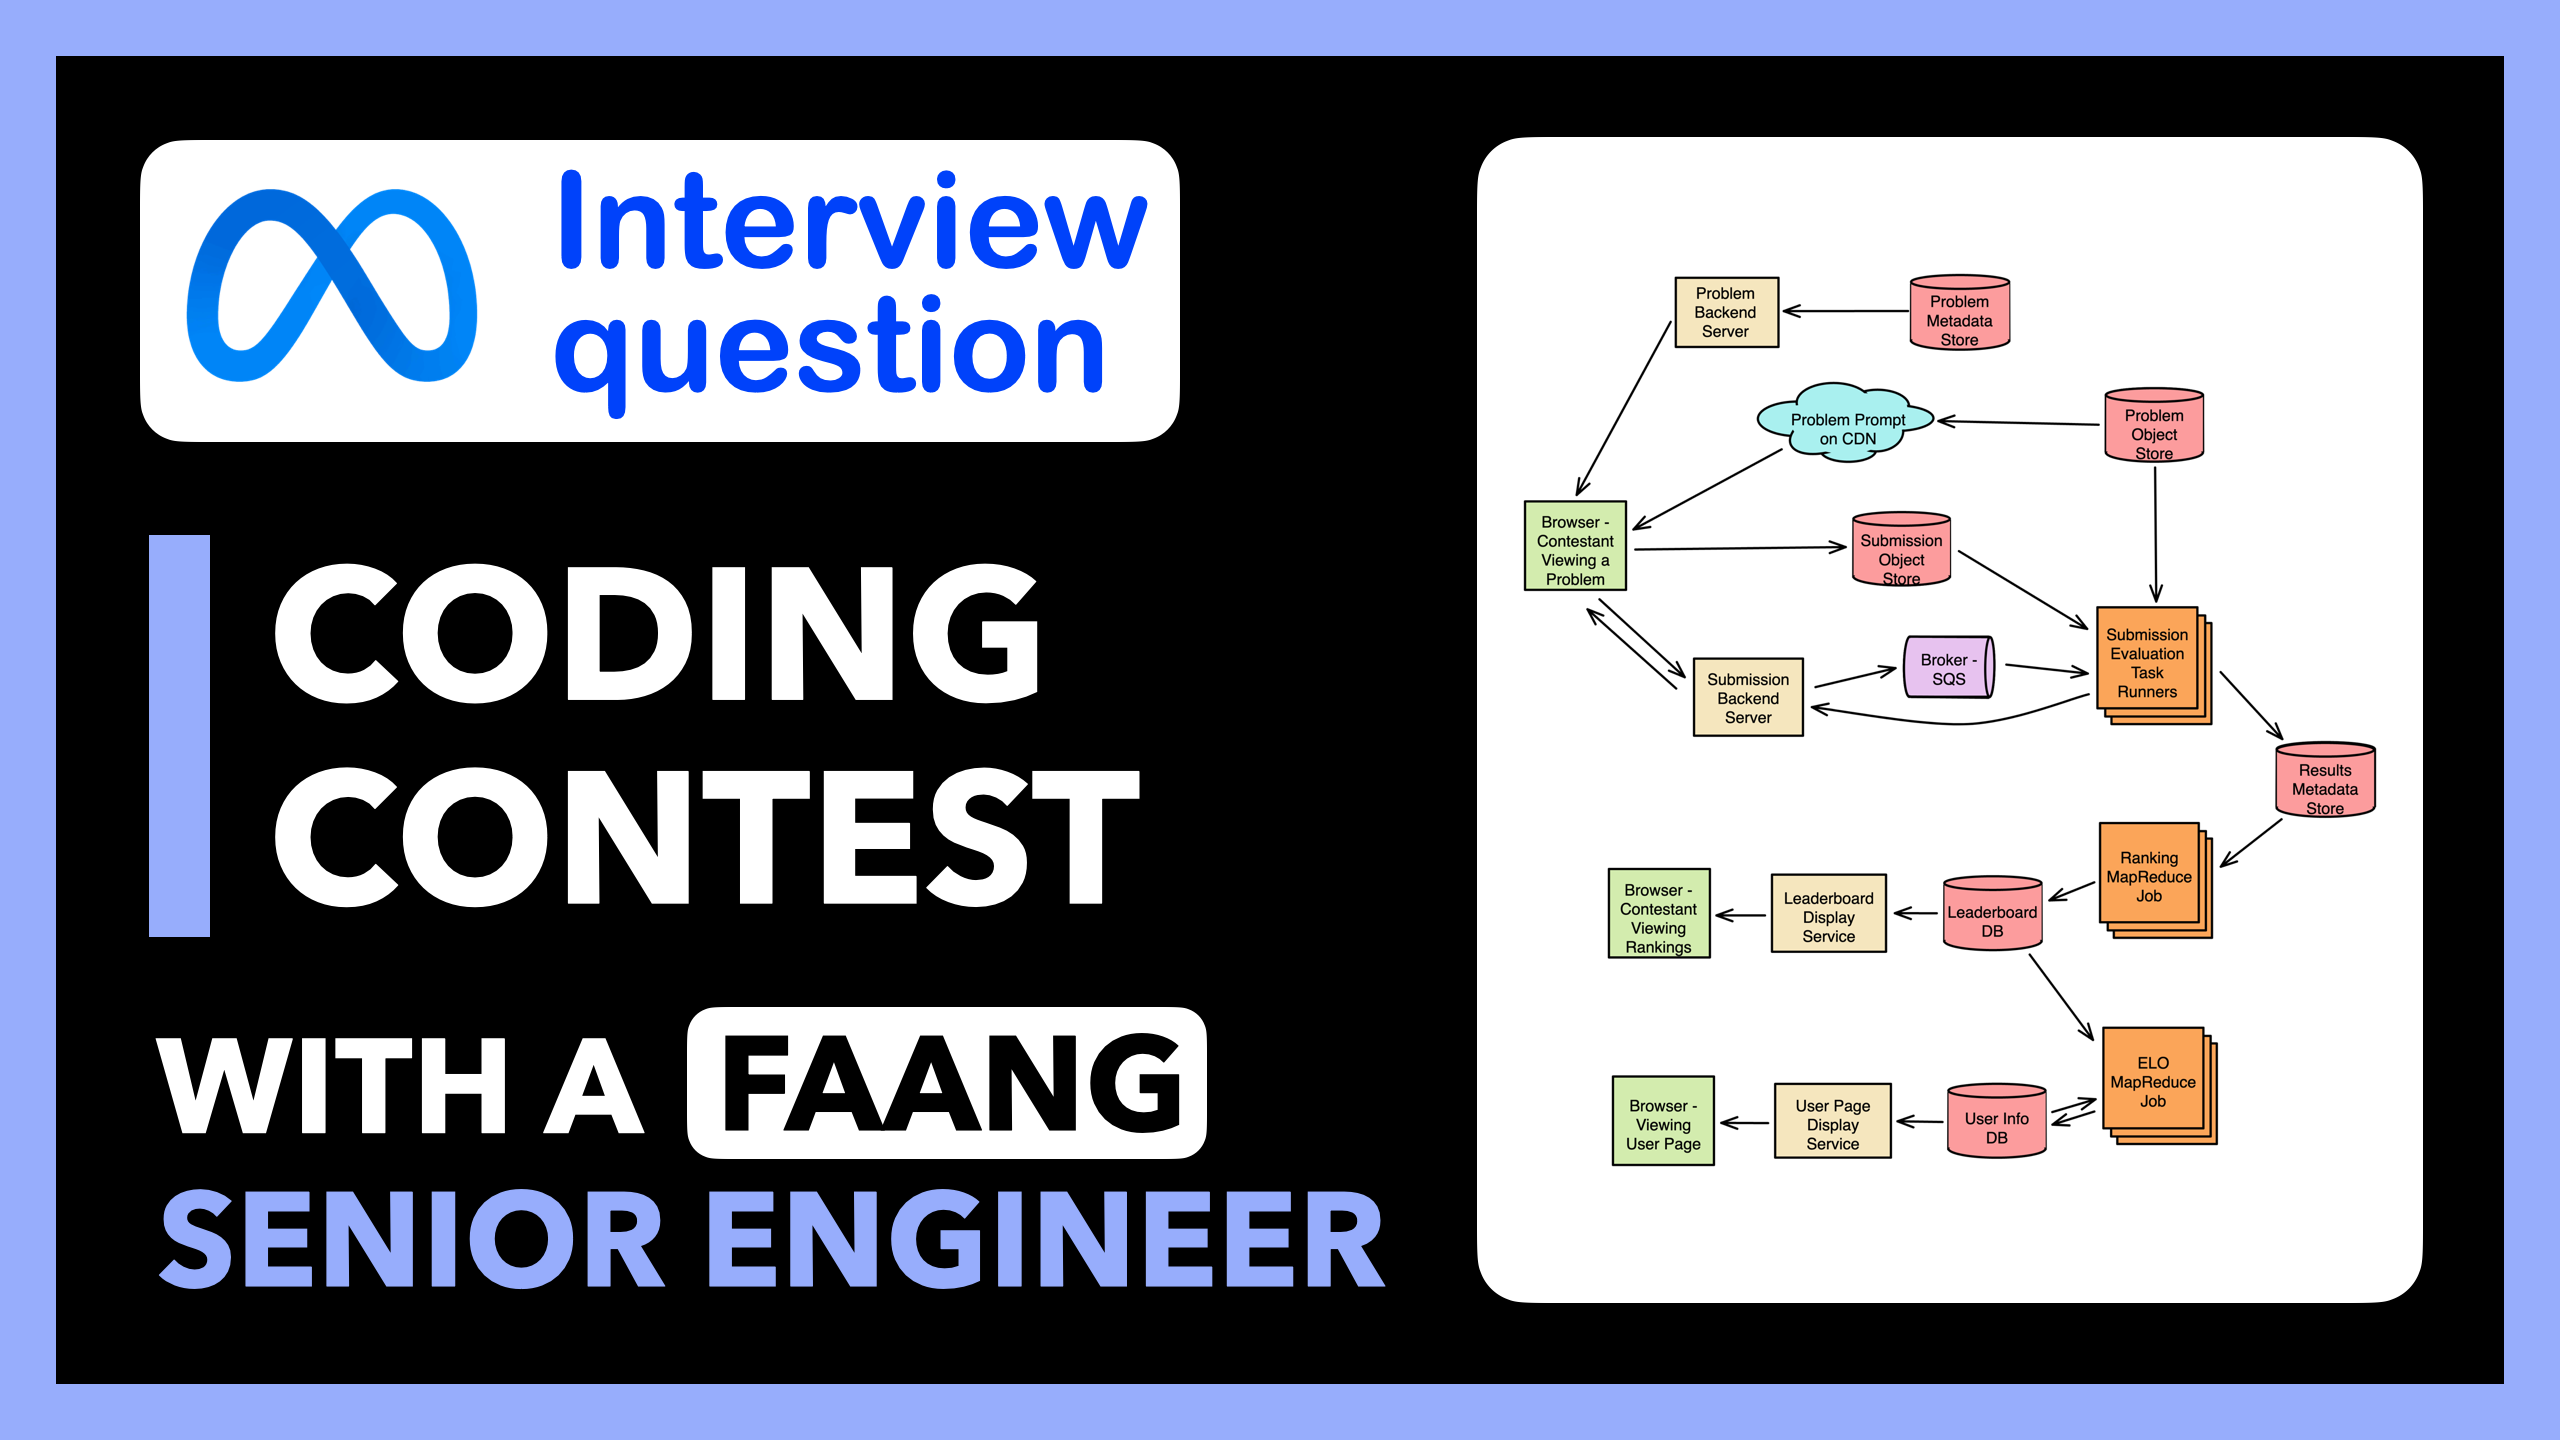 Interview
question
CODING
CONTEST
WITH A FAANG
SENIOR ENGINEER
Problem
Backend
Server
Problem
Metadata
Store
Problem Prompt
on CDN
Problem
Object
Store
Browser -
Contestant
Viewing a
Problem
Submission
Object
Store
Submission
Backend
Server
Broker -
SQS
Submission
Evaluation
Task
Runners
Results
Metadata
Store
Ranking
MapReduce
Job
Browser -
Contestant
Viewing
Rankings
Leaderboard
Display
Service
Leaderboard
DB
ELO
MapReduce
Job
Browser -
Viewing
User Page
User Page
Display
Service
User Info
DB